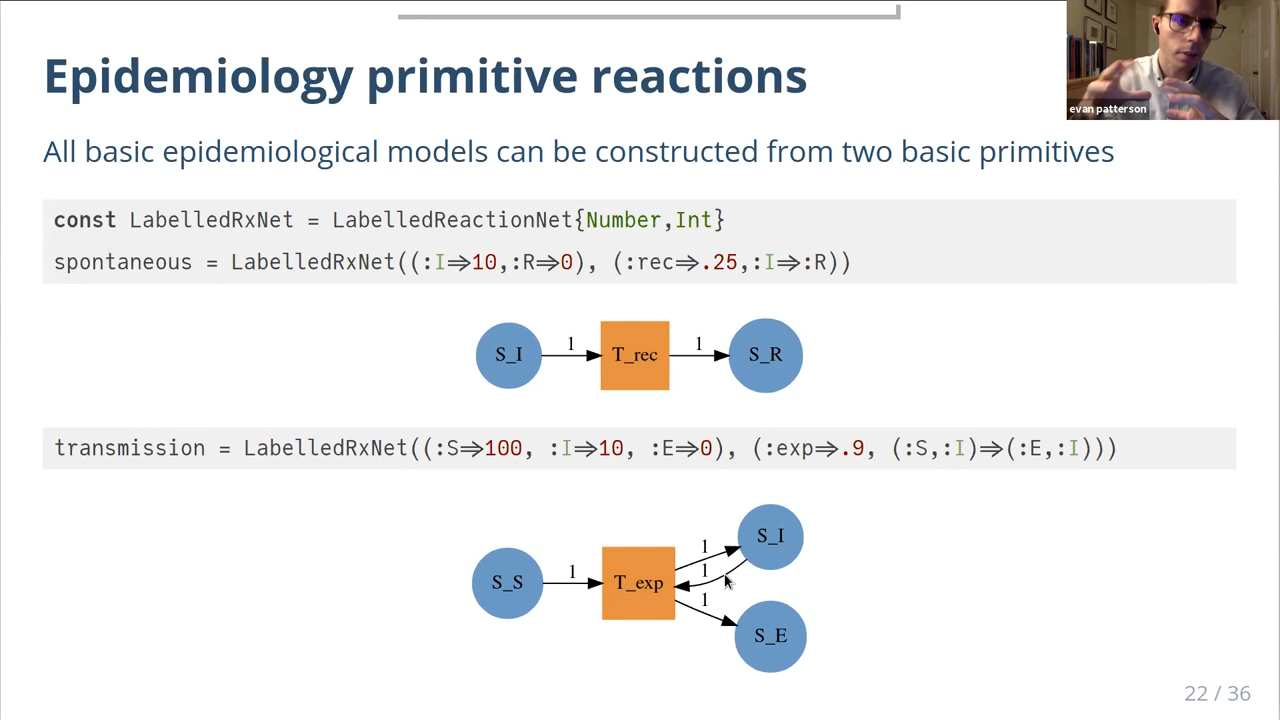 Epidemiology primitive reactions
evan patterson
All basic epidemiological models can be constructed from two basic primitives
const LabelledRxNet = LabelledReactionNet{Number,Int}
spontaneous = LabelledRxNet((:I⇒10,:R⇒0), (:rec⇒.25,:I⇒:R))
S_I 1 T_rec 1 S_R
transmission = LabelledRxNet((:S⇒100, :I⇒10, :E⇒0), (:exp⇒.9, (:S,:I)⇒(:E,:I)))
S_I
1
S_S 1 T_exp 1
1
S_E
22 / 36